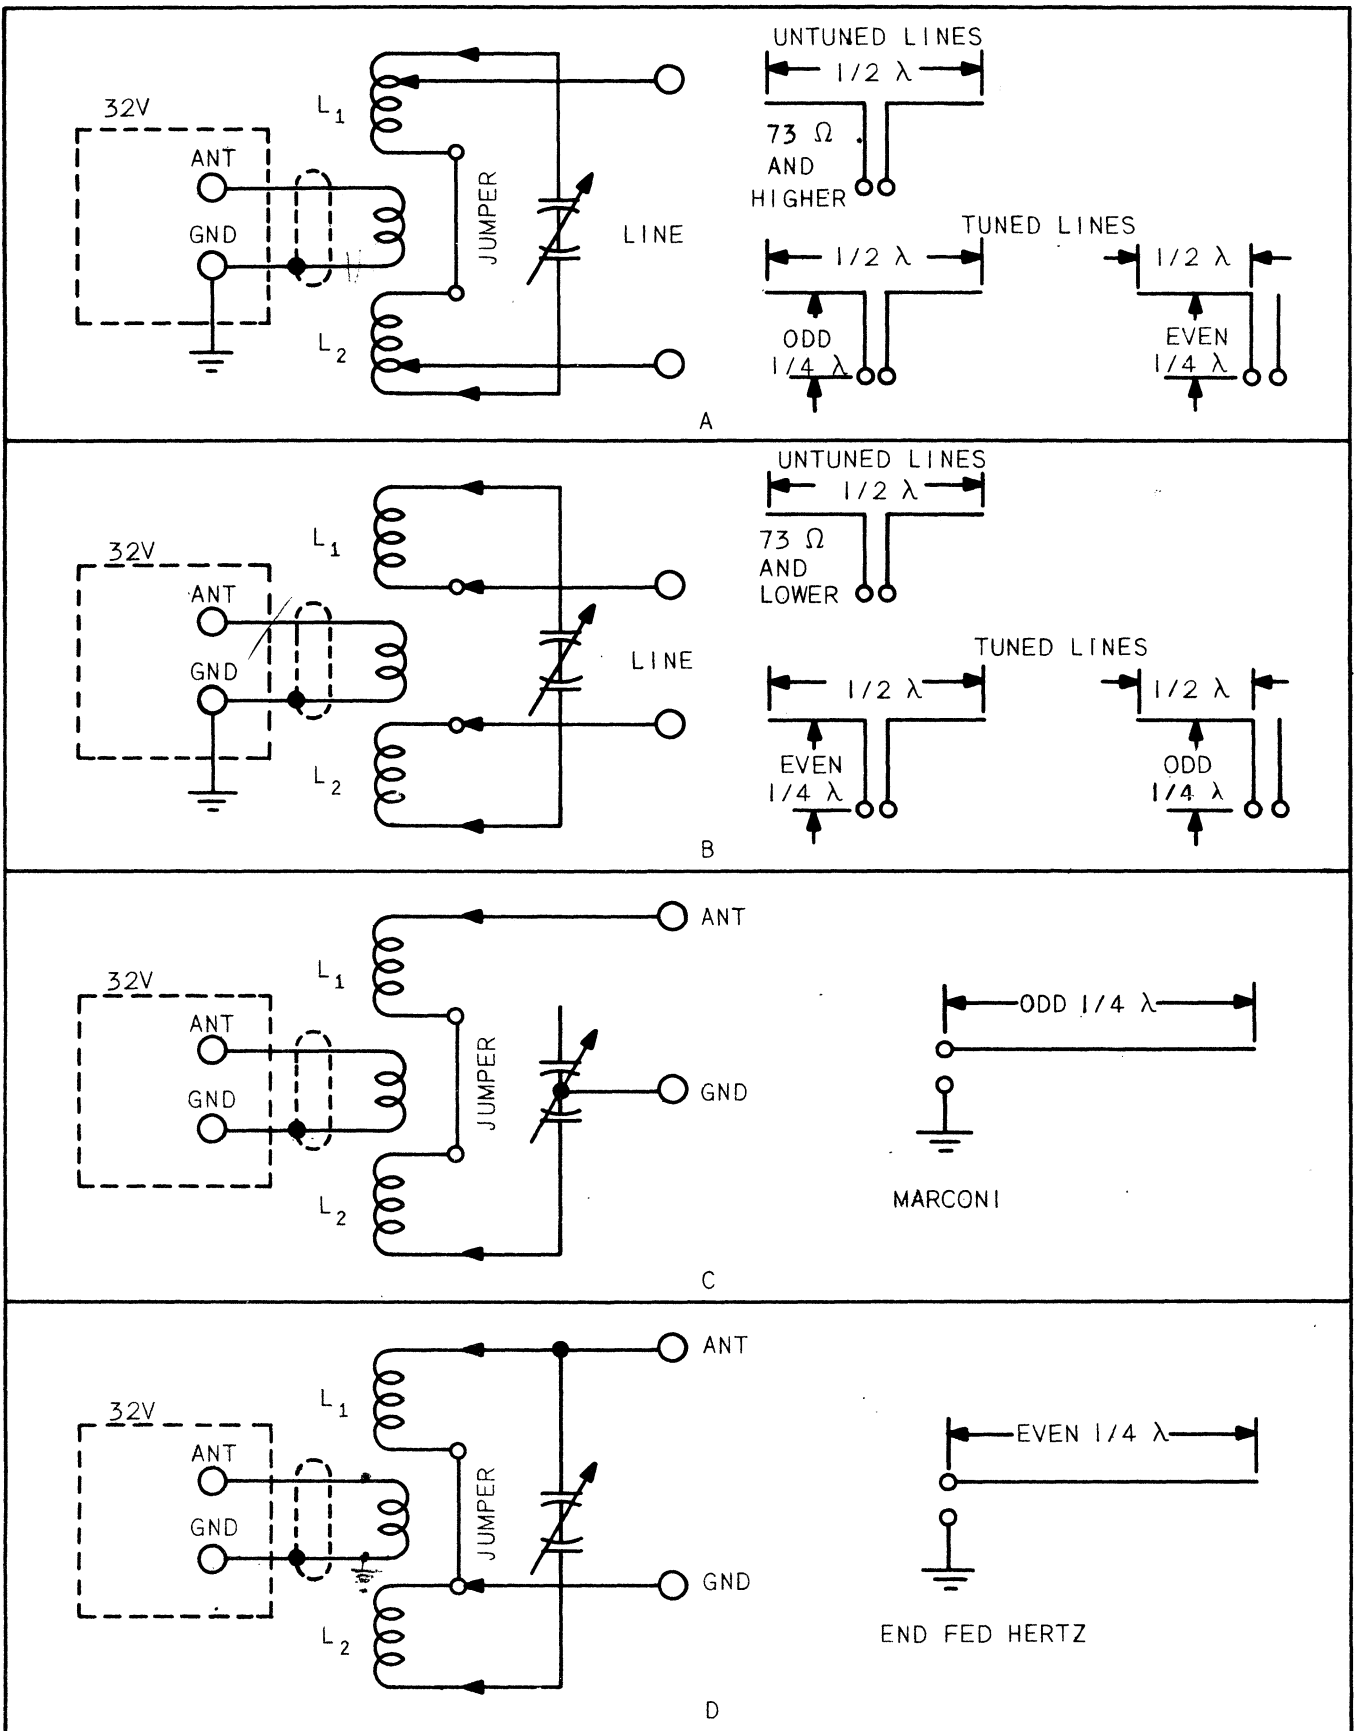 UNTUNED LINES
1/2 λ
32V
L1
ANT
73 Ω
AND
HIGHER
JUMPER
GND
LINE
TUNED LINES
1/2 λ
1/2 λ
L2
ODD
1/4 λ
EVEN
1/4 λ
A
UNTUNED LINES
1/2 λ
32V
L1
73 Ω
AND
LOWER
ANT
GND
LINE
TUNED LINES
1/2 λ
1/2 λ
L2
EVEN
1/4 λ
ODD
1/4 λ
B
ANT
32V
L1
ODD 1/4 λ
ANT
JUMPER
GND
GND
L2
MARCONI
C
ANT
32V
L1
EVEN 1/4 λ
ANT
JUMPER
GND
GND
L2
END FED HERTZ
D